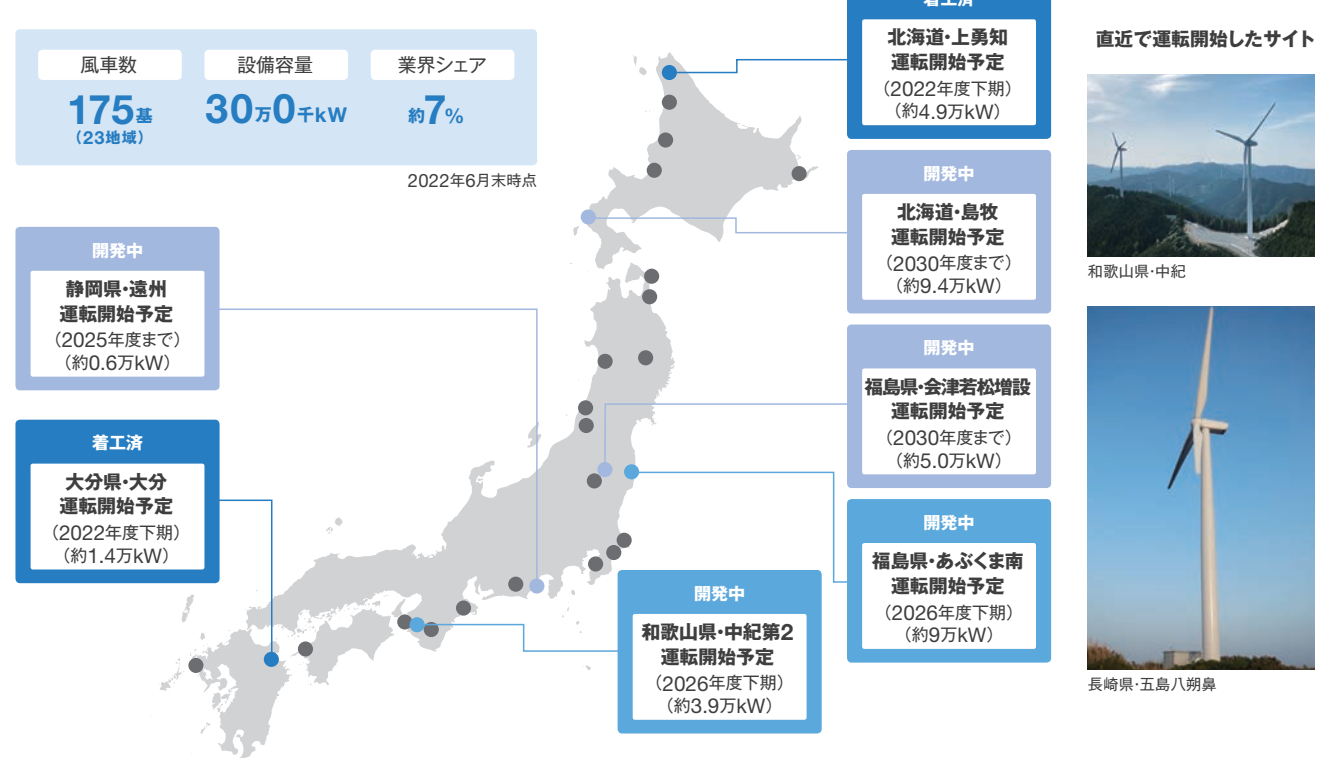 風車数
175基
（23地域）
設備容量
30万0千kW
業界シェア
約7%
2022年6月末時点
開発中
静岡県・遠州
運転開始予定
（2025年度まで）
（約0.6万kW）
着工済
大分県・大分
運転開始予定
（2022年度下期）
（約1.4万kW）
着工済
北海道・上勇知
運転開始予定
（2022年度下期）
（約4.9万kW）
開発中
北海道・島牧
運転開始予定
（2030年度まで）
（約9.4万kW）
開発中
福島県・会津若松増設
運転開始予定
（2030年度まで）
（約5.0万kW）
開発中
福島県・あぶくま南
運転開始予定
（2026年度下期）
（約9万kW）
開発中
和歌山県・中紀第2
運転開始予定
（2026年度下期）
（約3.9万kW）
直近で運転開始したサイト
和歌山県・中紀
長崎県・五島八朔鼻